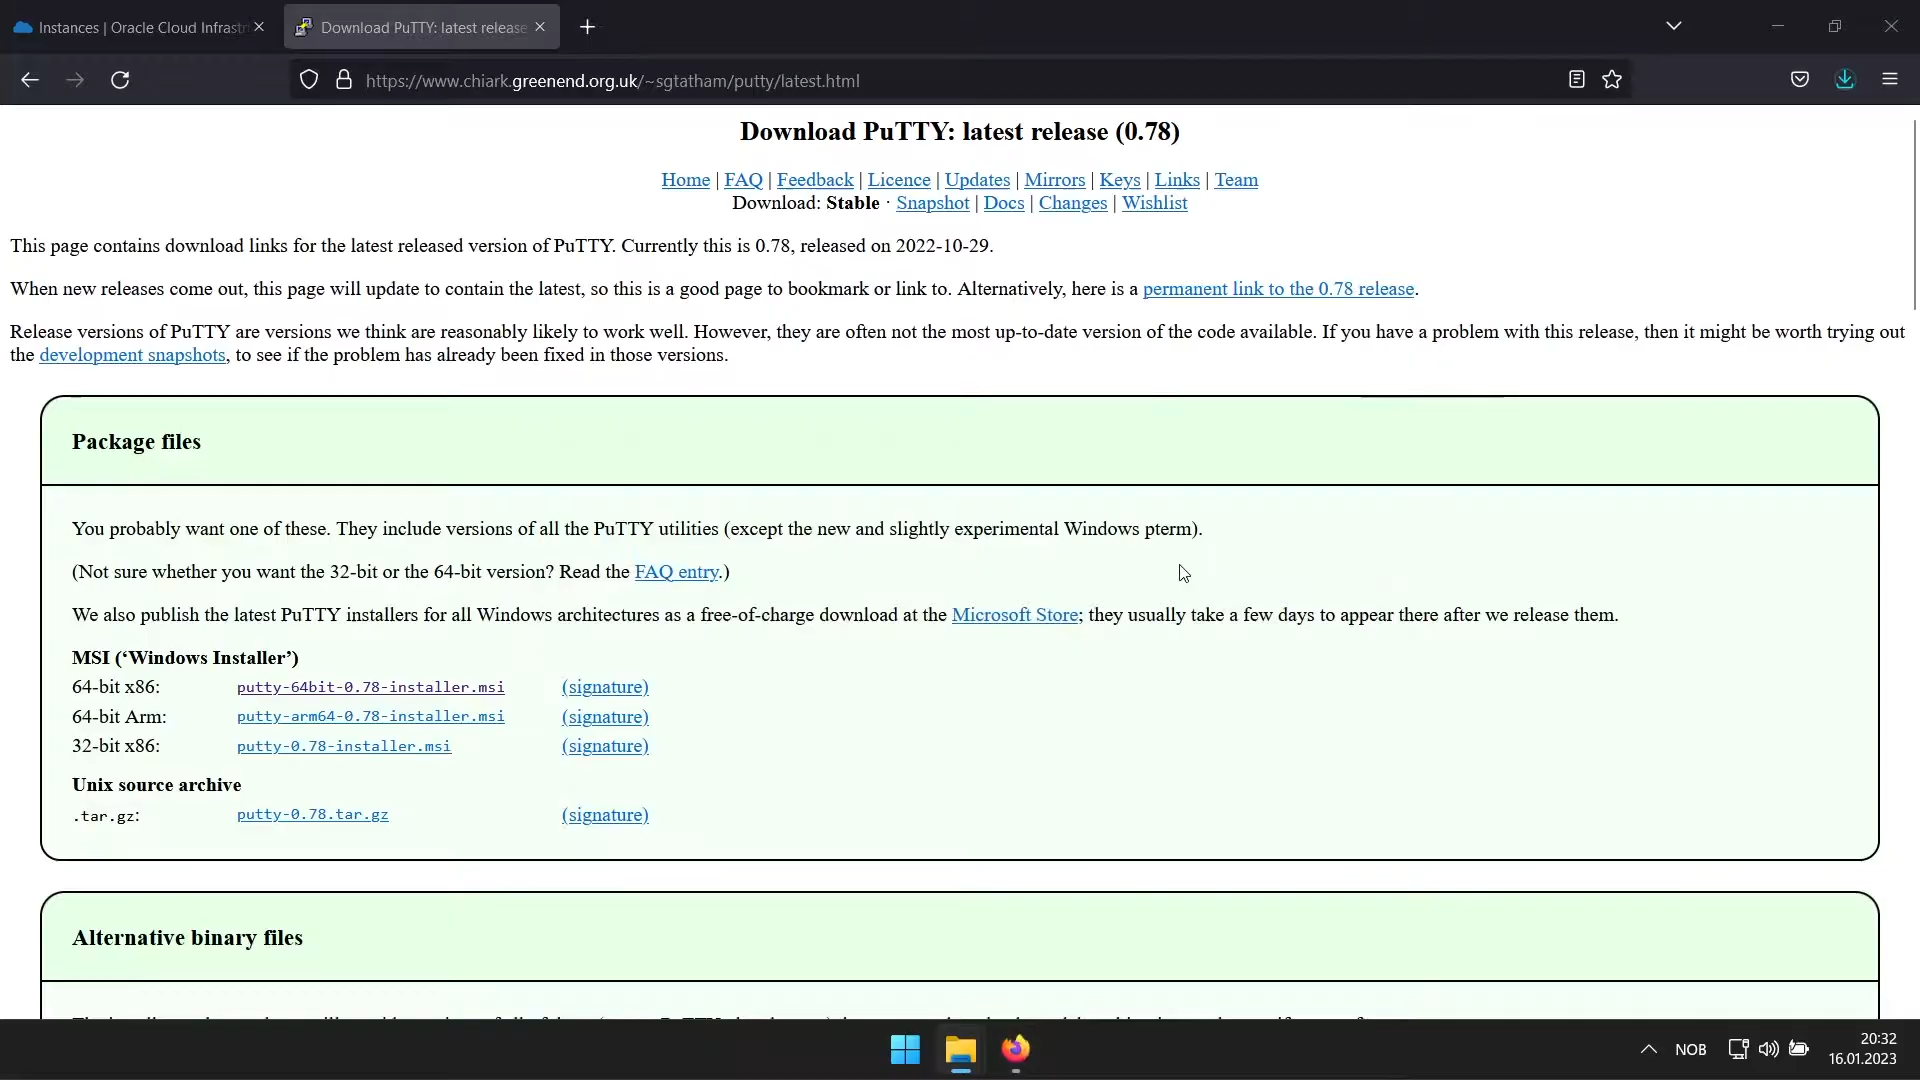 Instances | Oracle Cloud Infrastr
Download PuTTY: latest release
https://www.chiark.greenend.org.uk/~sgtatham/putty/latest.html
Download PuTTY: latest release (0.78)
Home | FAQ | Feedback | Licence | Updates | Mirrors | Keys | Links | Team
Download: Stable · Snapshot | Docs | Changes | Wishlist
This page contains download links for the latest released version of PuTTY. Currently this is 0.78, released on 2022-10-29.
When new releases come out, this page will update to contain the latest, so this is a good page to bookmark or link to. Alternatively, here is a permanent link to the 0.78 release.
Release versions of PuTTY are versions we think are reasonably likely to work well. However, they are often not the most up-to-date version of the code available. If you have a problem with this release, then it might be worth trying out
the development snapshots, to see if the problem has already been fixed in those versions.
Package files
You probably want one of these. They include versions of all the PuTTY utilities (except the new and slightly experimental Windows pterm).
(Not sure whether you want the 32-bit or the 64-bit version? Read the FAQ entry.)
We also publish the latest PuTTY installers for all Windows architectures as a free-of-charge download at the Microsoft Store; they usually take a few days to appear there after we release them.
MSI (‘Windows Installer’)
64-bit x86: putty-64bit-0.78-installer.msi (signature)
64-bit Arm: putty-arm64-0.78-installer.msi (signature)
32-bit x86: putty-0.78-installer.msi (signature)
Unix source archive
.tar.gz: putty-0.78.tar.gz (signature)
Alternative binary files
NOB
20:32
16.01.2023